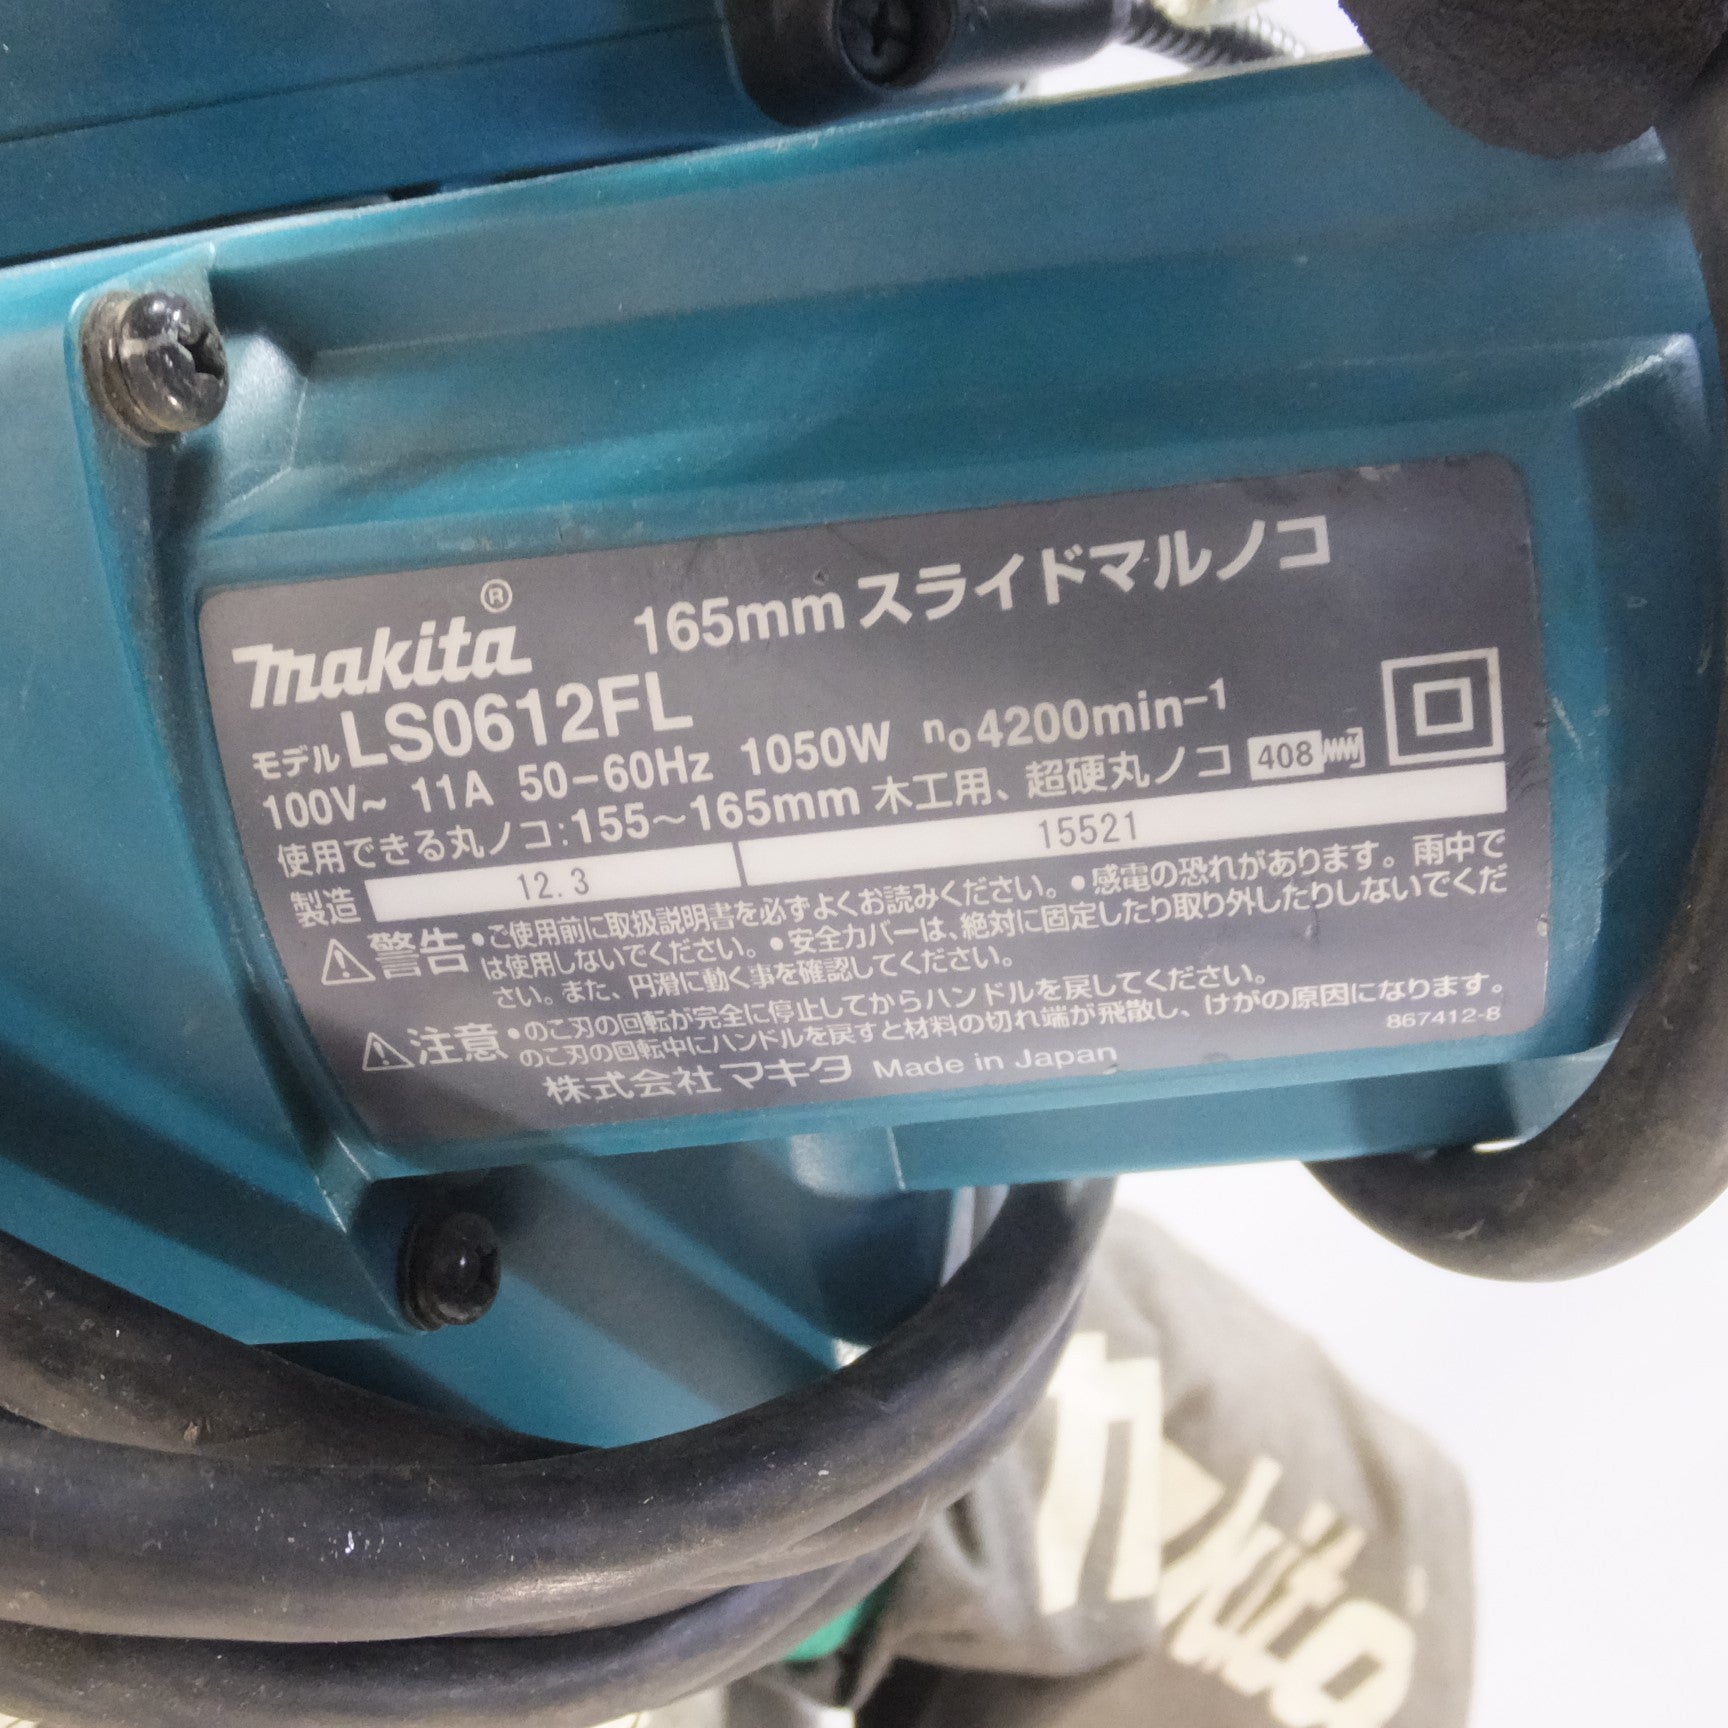 makita®
165mm スライドマルノコ
モデル LS0612FL
100V~ 11A 50-60Hz 1050W no 4200min-1
使用できる丸ノコ:155~165mm 木工用、超硬丸ノコ 408
製造 12.3 15521
⚠警告 •ご使用前に取扱説明書を必ずよくお読みください。•感電の恐れがあります。雨中で
は使用しないでください。•安全カバーは、絶対に固定したり取り外したりしないでくだ
さい。また、円滑に動く事を確認してください。
⚠注意 •のこ刃の回転が完全に停止してからハンドルを戻してください。
のこ刃の回転中にハンドルを戻すと材料の切れ端が飛散し、けがの原因になります。
株式会社マキタ Made in Japan
867412-8
makita